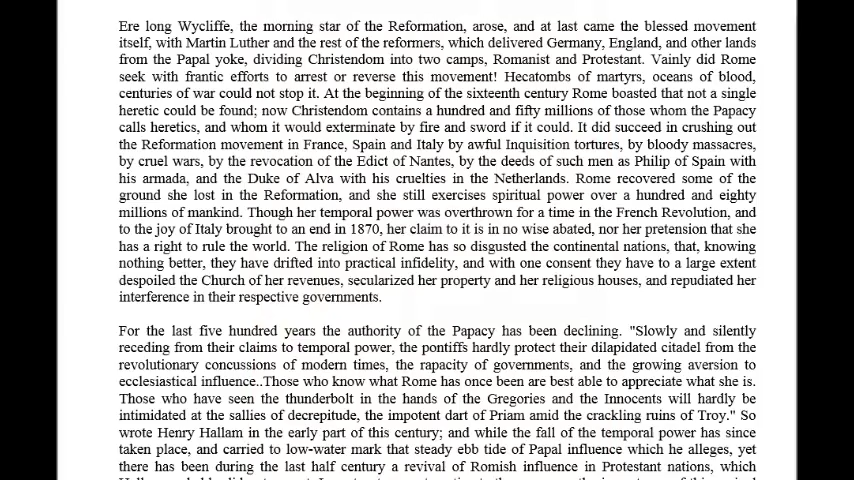 Ere long Wycliffe, the morning star of the Reformation, arose, and at last came the blessed movement
itself, with Martin Luther and the rest of the reformers, which delivered Germany, England, and other lands
from the Papal yoke, dividing Christendom into two camps, Romanist and Protestant. Vainly did Rome
seek with frantic efforts to arrest or reverse this movement! Hecatombs of martyrs, oceans of blood,
centuries of war could not stop it. At the beginning of the sixteenth century Rome boasted that not a single
heretic could be found; now Christendom contains a hundred and fifty millions of those whom the Papacy
calls heretics, and whom it would exterminate by fire and sword if it could. It did succeed in crushing out
the Reformation movement in France, Spain and Italy by awful Inquisition tortures, by bloody massacres,
by cruel wars, by the revocation of the Edict of Nantes, by the deeds of such men as Philip of Spain with
his armada, and the Duke of Alva with his cruelties in the Netherlands. Rome recovered some of the
ground she lost in the Reformation, and she still exercises spiritual power over a hundred and eighty
millions of mankind. Though her temporal power was overthrown for a time in the French Revolution, and
to the joy of Italy brought to an end in 1870, her claim to it is in no wise abated, nor her pretension that she
has a right to rule the world. The religion of Rome has so disgusted the continental nations, that, knowing
nothing better, they have drifted into practical infidelity, and with one consent they have to a large extent
despoiled the Church of her revenues, secularized her property and her religious houses, and repudiated her
interference in their respective governments.
For the last five hundred years the authority of the Papacy has been declining. "Slowly and silently
receding from their claims to temporal power, the pontiffs hardly protect their dilapidated citadel from the
revolutionary concussions of modern times, the rapacity of governments, and the growing aversion to
ecclesiastical influence..Those who know what Rome has once been are best able to appreciate what she is.
Those who have seen the thunderbolt in the hands of the Gregories and the Innocents will hardly be
intimidated at the sallies of decrepitude, the impotent dart of Priam amid the crackling ruins of Troy." So
wrote Henry Hallam in the early part of this century; and while the fall of the temporal power has since
taken place, and carried to low-water mark that steady ebb tide of Papal influence which he alleges, yet
there has been during the last half century a revival of Romish influence in Protestant nations, which